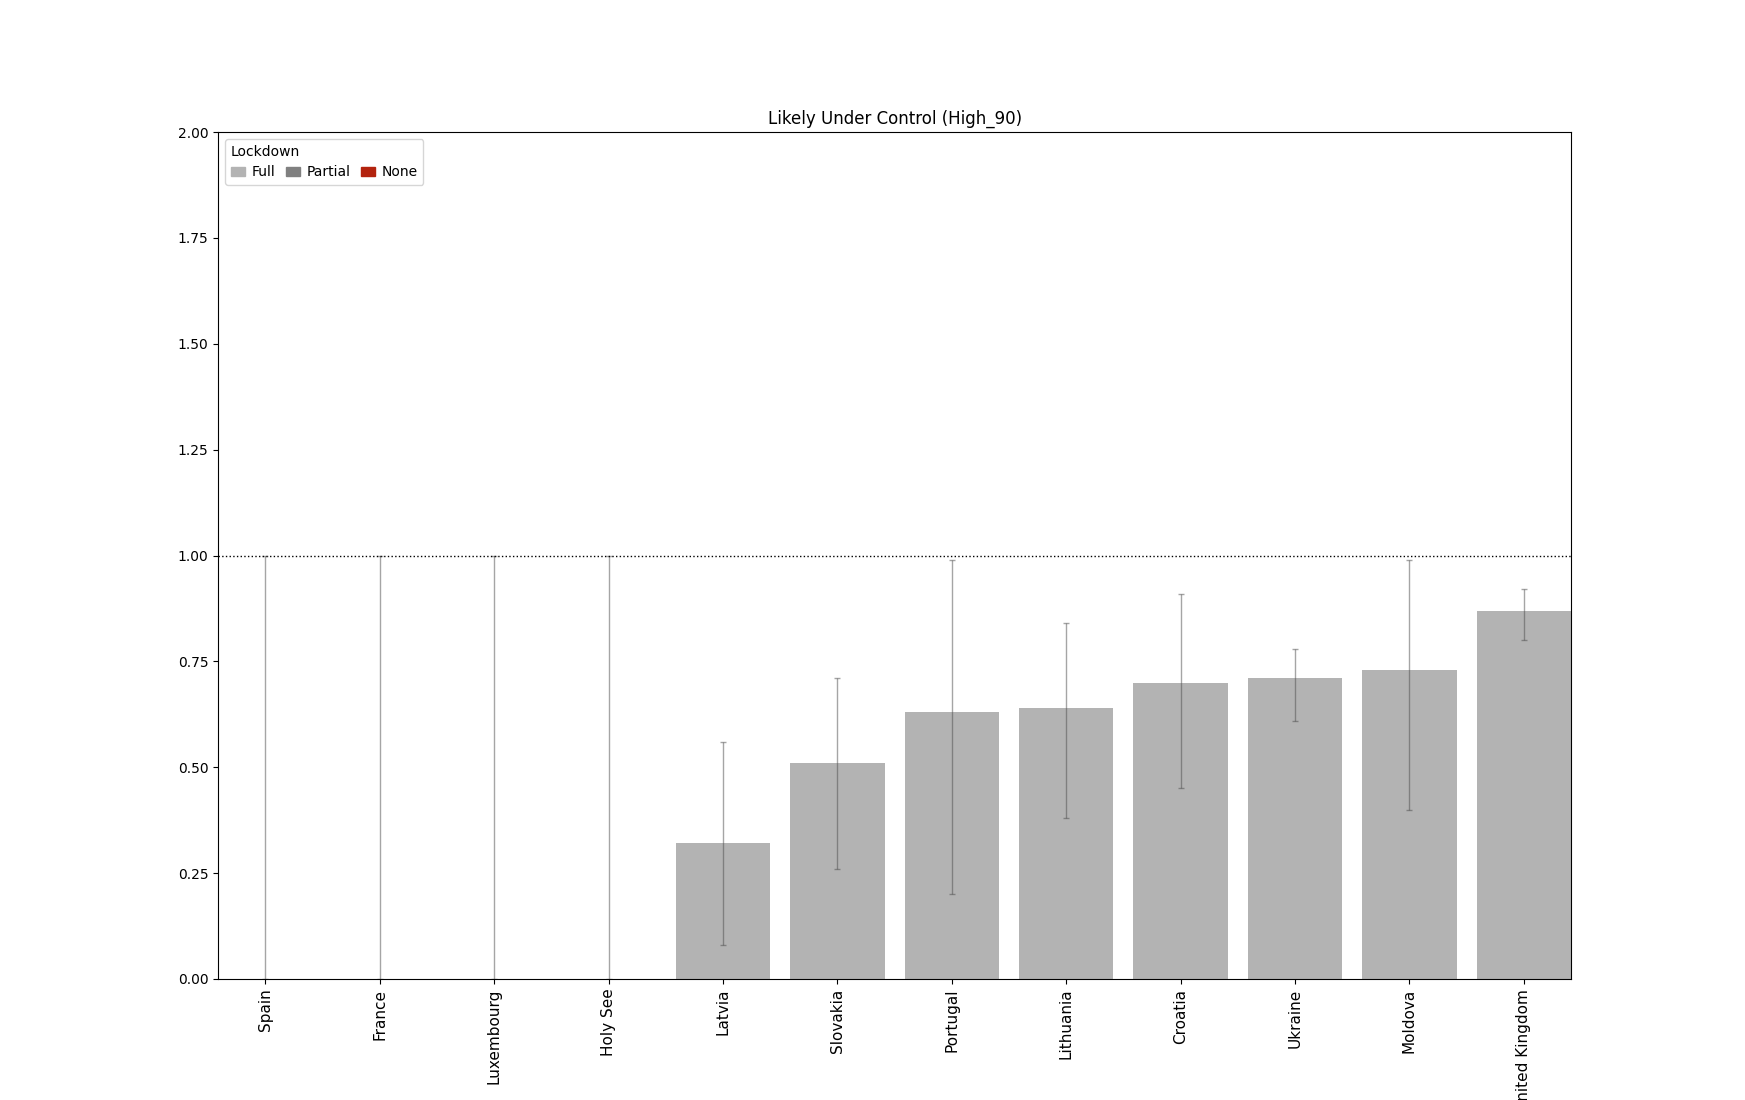 Likely Under Control (High_90)
Lockdown
Full Partial None
2.00
1.75
1.50
1.25
1.00
0.75
0.50
0.25
0.00
Spain
France
Luxembourg
Holy See
Latvia
Slovakia
Portugal
Lithuania
Croatia
Ukraine
Moldova
nited Kingdom